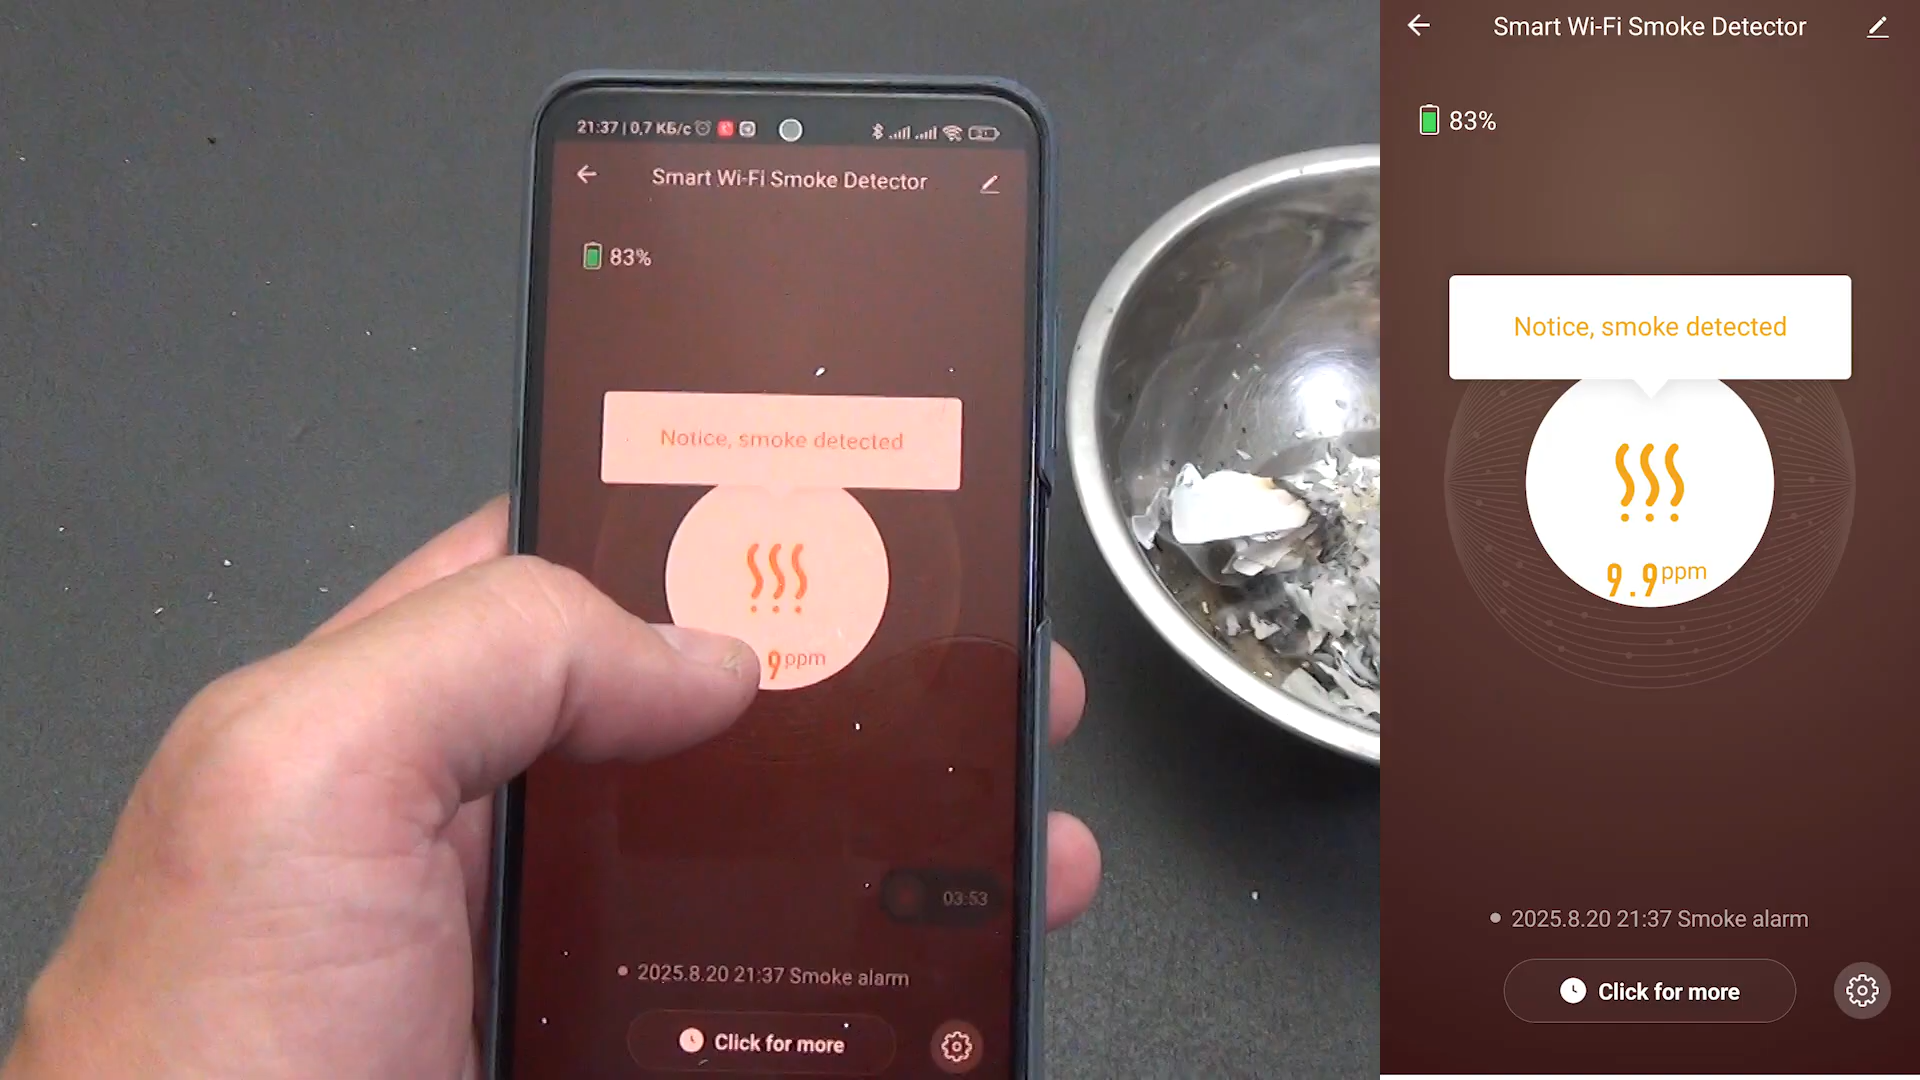 21:37 | 0,7 КБ/с
Smart Wi-Fi Smoke Detector
83%
Notice, smoke detected
9 ppm
03:53
2025.8.20 21:37 Smoke alarm
Click for more
Smart Wi-Fi Smoke Detector
83%
Notice, smoke detected
9.9 ppm
2025.8.20 21:37 Smoke alarm
Click for more